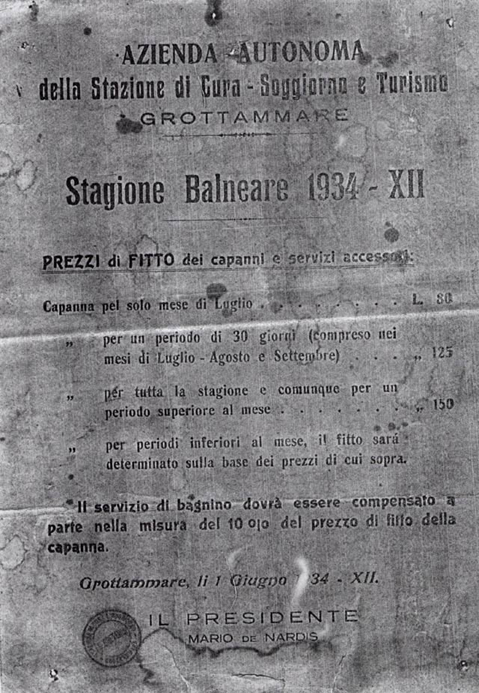 AZIENDA AUTONOMA
della Stazione di Cura - Soggiorno e Turismo
GROTTAMMARE
Stagione Balneare 1934 - XII
PREZZI di FITTO dei capanni e servizi accessori:
Capanna pel solo mese di Luglio . . . . . . . . L. 80
„ per un periodo di 30 giorni (compreso nei
mesi di Luglio - Agosto e Settembre) . . . „ 125
„ per tutta la stagione e comunque per un
periodo superiore al mese . . . . . . . „ 150
„ per periodi inferiori al mese, il fitto sará
determinato sulla base dei prezzi di cui sopra.
Il servizio di bagnino dovrà essere compensato a
parte nella misura del 10 o|o del prezzo di fitto della
capanna.
Grottammare, li 1 Giugno 1934 - XII.
IL PRESIDENTE
MARIO DE NARDIS